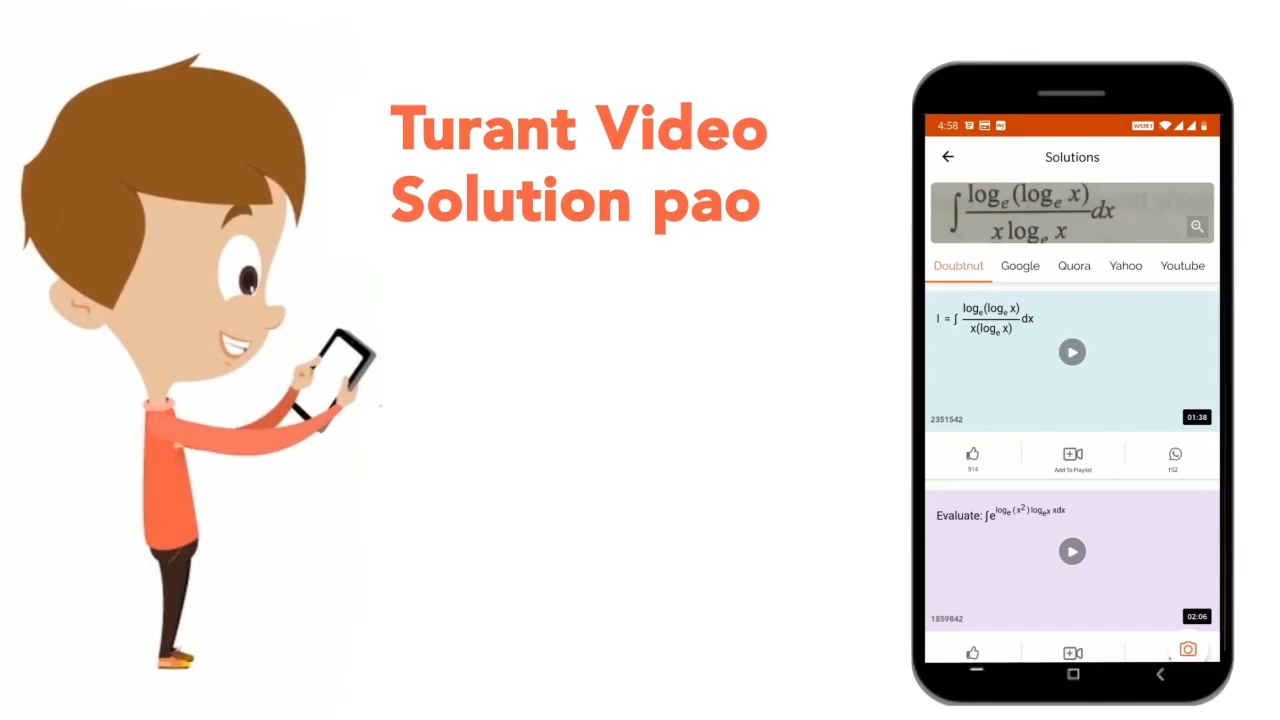 Turant Video
Solution pao
4:58
Solutions
∫ logₑ(logₑ x) / x logₑ x dx
Doubtnut Google Quora Yahoo Youtube
I = ∫ logₑ(logₑ x) / x(logₑ x) dx
2351542 01:38
914 Add To Playlist 152
Evaluate: ∫e^logₑ(x²)logₑx xdx
1859842 02:06